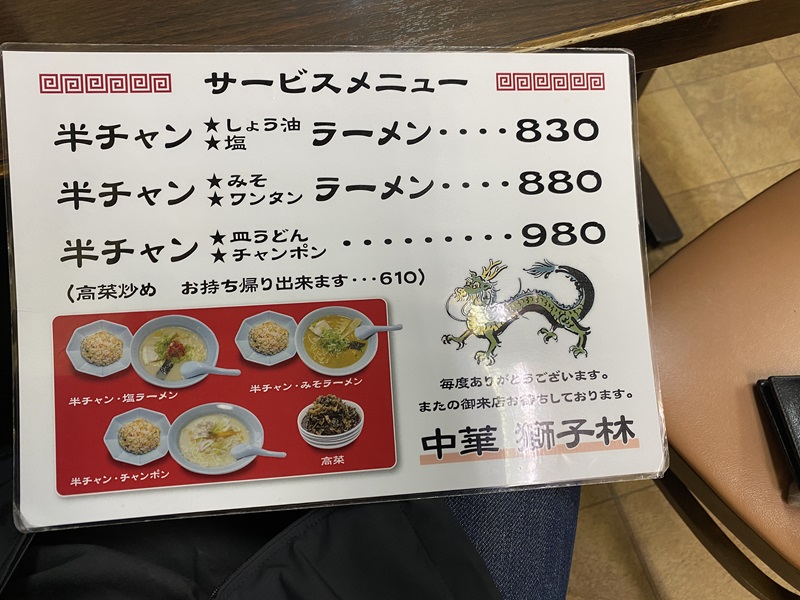 サービスメニュー
半チャン ★しょう油 ★塩 ラーメン････830
半チャン ★みそ ★ワンタン ラーメン････880
半チャン ★皿うどん ★チャンポン ･････････980
(高菜炒め お持ち帰り出来ます･･･610)
半チャン・塩ラーメン
半チャン・みそラーメン
半チャン・チャンポン
高菜
毎度ありがとうございます。
またの御来店お待ちしております。
中華 獅子林